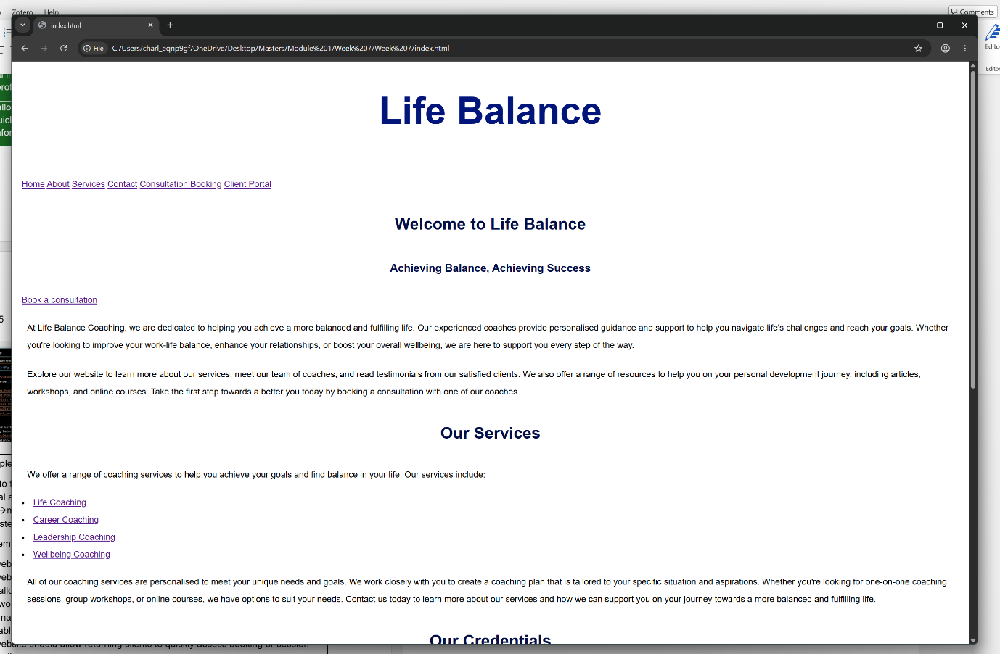 Zotero Help
Comments
index.html
File C:/Users/charl_eqnp9gf/OneDrive/Desktop/Masters/Module%201/Week%207/Week%207/index.html
Editor
Life Balance
Home About Services Contact Consultation Booking Client Portal
Welcome to Life Balance
Achieving Balance, Achieving Success
Book a consultation
At Life Balance Coaching, we are dedicated to helping you achieve a more balanced and fulfilling life. Our experienced coaches provide personalised guidance and support to help you navigate life's challenges and reach your goals. Whether
you're looking to improve your work-life balance, enhance your relationships, or boost your overall wellbeing, we are here to support you every step of the way.
Explore our website to learn more about our services, meet our team of coaches, and read testimonials from our satisfied clients. We also offer a range of resources to help you on your personal development journey, including articles,
workshops, and online courses. Take the first step towards a better you today by booking a consultation with one of our coaches.
Our Services
We offer a range of coaching services to help you achieve your goals and find balance in your life. Our services include:
• Life Coaching
• Career Coaching
• Leadership Coaching
• Wellbeing Coaching
All of our coaching services are personalised to meet your unique needs and goals. We work closely with you to create a coaching plan that is tailored to your specific situation and aspirations. Whether you're looking for one-on-one coaching
sessions, group workshops, or online courses, we have options to suit your needs. Contact us today to learn more about our services and how we can support you on your journey towards a more balanced and fulfilling life.
Our Credentials